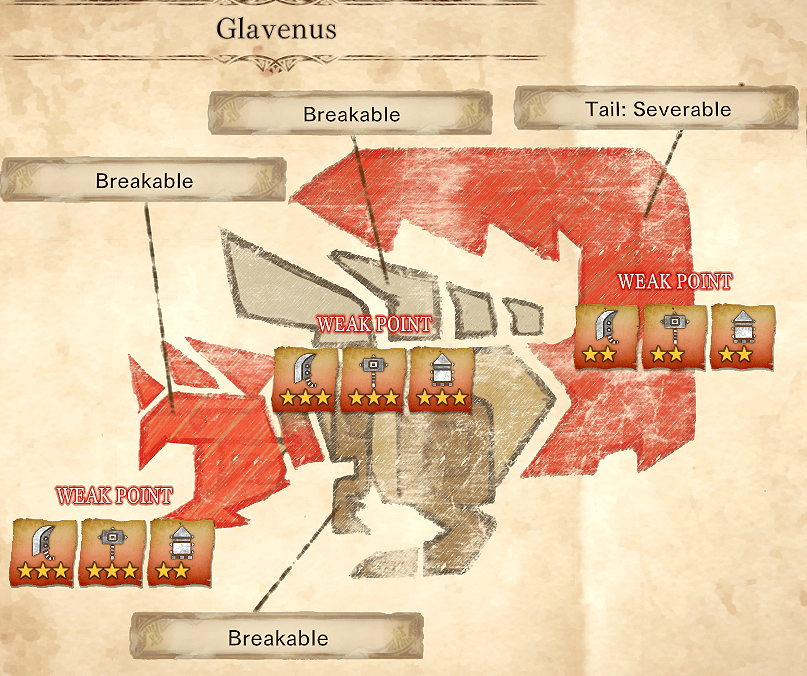 Glavenus
Breakable
Tail: Severable
Breakable
WEAK POINT
WEAK POINT
WEAK POINT
Breakable